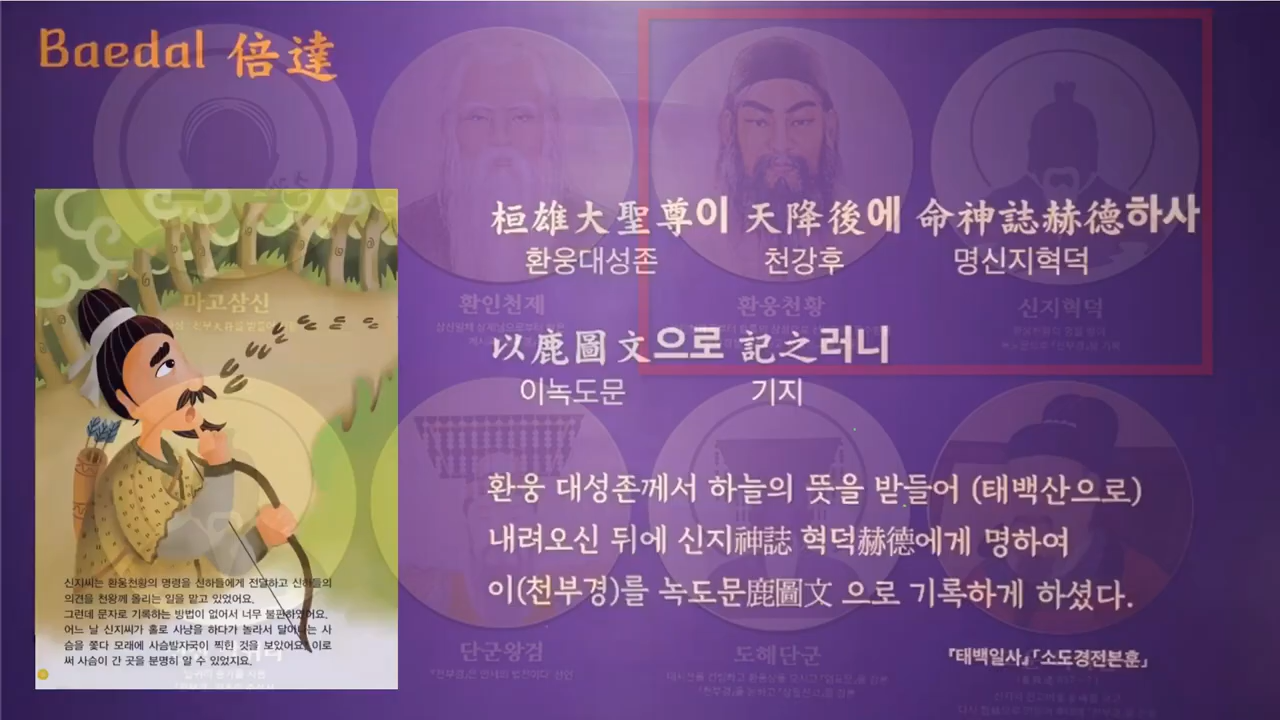 Baedal 倍達
桓雄大聖尊이 天降後에 命神誌赫德하사
환웅대성존 천강후 명신지혁덕
以鹿圖文으로 記之러니
이녹도문 기지
환웅 대성존께서 하늘의 뜻을 받들어 (태백산으로)
내려오신 뒤에 신지神誌 혁덕赫德에게 명하여
이(천부경)를 녹도문鹿圖文 으로 기록하게 하셨다.
『태백일사』「소도경전본훈」
마고삼신
환인천제
환웅천황
신지혁덕
신지씨는 환웅천황의 명령을 신하들에게 전달하고 신하들의
의견을 천왕께 올리는 일을 맡고 있었어요.
그런데 문자로 기록하는 방법이 없어서 너무 불편하였어요.
어느 날 신지씨가 홀로 사냥을 하다가 놀라서 달아나는 사
슴을 쫓다 모래에 사슴발자국이 찍힌 것을 보았어요. 이로
써 사슴이 간 곳을 분명히 알 수 있었지요.
단군왕검
도해단군